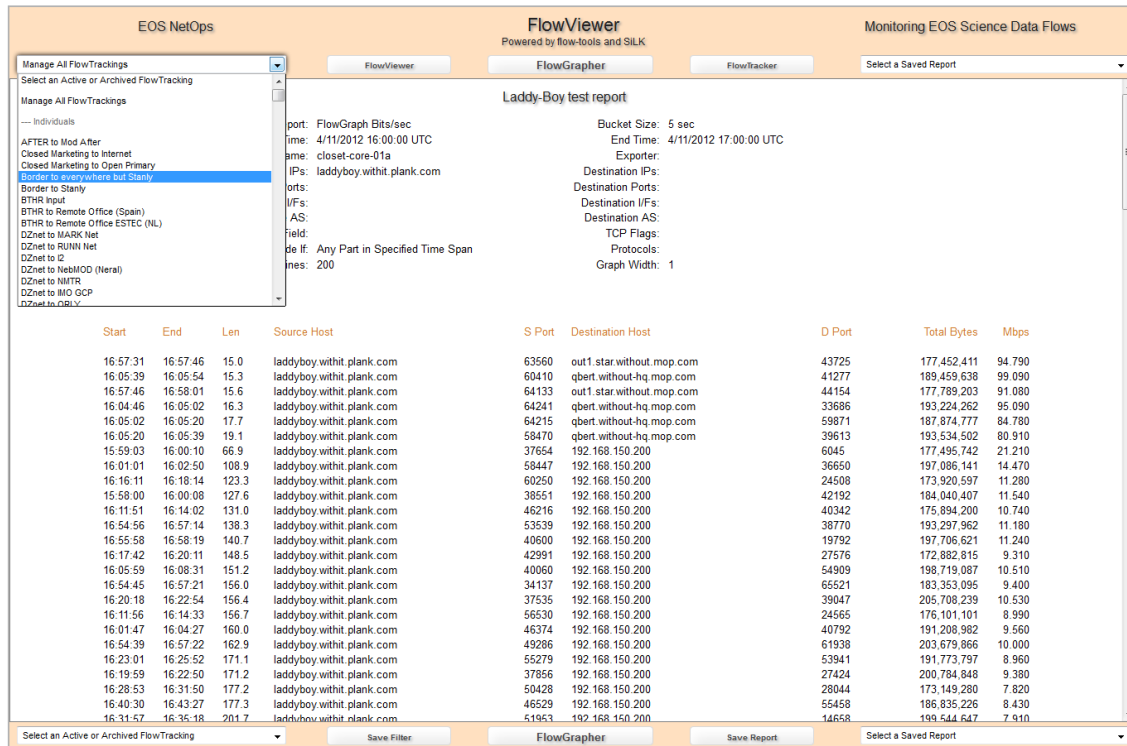 EOS NetOps
FlowViewer
Powered by flow-tools and SiLK
Monitoring EOS Science Data Flows
Manage All FlowTrackings
FlowViewer
FlowGrapher
FlowTracker
Select a Saved Report
Select an Active or Archived FlowTracking
Manage All FlowTrackings
--- Individuals
AFTER to Mod After
Closed Marketing to Internet
Closed Marketing to Open Primary
Border to everywhere but Stanly
Border to Stanly
BTHR Input
BTHR to Remote Office (Spain)
BTHR to Remote Office ESTEC (NL)
DZnet to MARK Net
DZnet to RUNN Net
DZnet to I2
DZnet to NebMOD (Neral)
DZnet to NMTR
DZnet to IMO GCP
DZnet to ORLY
Laddy-Boy test report
port: FlowGraph Bits/sec Bucket Size: 5 sec
Time: 4/11/2012 16:00:00 UTC End Time: 4/11/2012 17:00:00 UTC
ame: closet-core-01a Exporter:
IPs: laddyboy.withit.plank.com Destination IPs:
orts: Destination Ports:
I/Fs: Destination I/Fs:
AS: Destination AS:
Field: TCP Flags:
de If: Any Part in Specified Time Span Protocols:
ines: 200 Graph Width: 1
Start End Len Source Host S Port Destination Host D Port Total Bytes Mbps
16:57:31 16:57:46 15.0 laddyboy.withit.plank.com 63560 out1.star.without.mop.com 43725 177,452,411 94.790
16:05:39 16:05:54 15.3 laddyboy.withit.plank.com 60410 qbert.without-hq.mop.com 41277 189,459,638 99.090
16:57:46 16:58:01 15.6 laddyboy.withit.plank.com 64133 out1.star.without.mop.com 44154 177,789,203 91.080
16:04:46 16:05:02 16.3 laddyboy.withit.plank.com 64241 qbert.without-hq.mop.com 33686 193,224,262 95.090
16:05:02 16:05:20 17.7 laddyboy.withit.plank.com 64215 qbert.without-hq.mop.com 59871 187,874,777 84.780
16:05:20 16:05:39 19.1 laddyboy.withit.plank.com 58470 qbert.without-hq.mop.com 39613 193,534,502 80.910
15:59:03 16:00:10 66.9 laddyboy.withit.plank.com 37654 192.168.150.200 6045 177,495,742 21.210
16:01:01 16:02:50 108.9 laddyboy.withit.plank.com 58447 192.168.150.200 36650 197,086,141 14.470
16:16:11 16:18:14 123.3 laddyboy.withit.plank.com 60250 192.168.150.200 24508 173,920,597 11.280
15:58:00 16:00:08 127.6 laddyboy.withit.plank.com 38551 192.168.150.200 42192 184,040,407 11.540
16:11:51 16:14:02 131.0 laddyboy.withit.plank.com 46216 192.168.150.200 40342 175,894,200 10.740
16:54:56 16:57:14 138.3 laddyboy.withit.plank.com 53539 192.168.150.200 38770 193,297,962 11.180
16:55:58 16:58:19 140.7 laddyboy.withit.plank.com 40600 192.168.150.200 19792 197,706,621 11.240
16:17:42 16:20:11 148.5 laddyboy.withit.plank.com 42991 192.168.150.200 27576 172,882,815 9.310
16:05:59 16:08:31 151.2 laddyboy.withit.plank.com 40060 192.168.150.200 54909 198,719,087 10.510
16:54:45 16:57:21 156.0 laddyboy.withit.plank.com 34137 192.168.150.200 65521 183,353,095 9.400
16:20:18 16:22:54 156.4 laddyboy.withit.plank.com 37535 192.168.150.200 39047 205,708,239 10.530
16:11:56 16:14:33 156.7 laddyboy.withit.plank.com 56530 192.168.150.200 24565 176,101,101 8.990
16:01:47 16:04:27 160.0 laddyboy.withit.plank.com 46374 192.168.150.200 40792 191,208,982 9.560
16:54:39 16:57:22 162.9 laddyboy.withit.plank.com 49286 192.168.150.200 61938 203,679,866 10.000
16:23:01 16:25:52 171.1 laddyboy.withit.plank.com 55279 192.168.150.200 53941 191,773,797 8.960
16:19:59 16:22:50 171.2 laddyboy.withit.plank.com 37856 192.168.150.200 27424 200,784,848 9.380
16:28:53 16:31:50 177.2 laddyboy.withit.plank.com 50428 192.168.150.200 28044 173,149,280 7.820
16:40:30 16:43:27 177.3 laddyboy.withit.plank.com 46529 192.168.150.200 55458 186,835,226 8.430
16:31:57 16:35:18 201.7 laddyboy.withit.plank.com 51953 192.168.150.200 14658 199,544,647 7.910
Select an Active or Archived FlowTracking
Save Filter
FlowGrapher
Save Report
Select a Saved Report